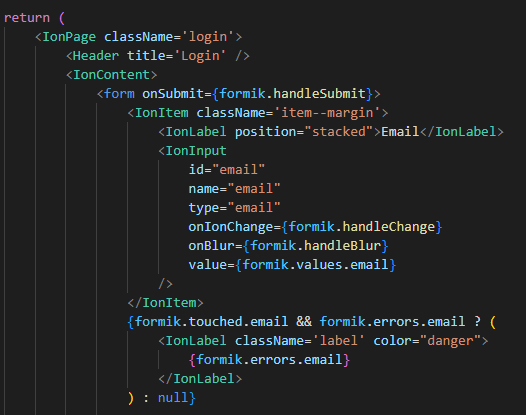 return (
<IonPage className='login'>
<Header title='Login' />
<IonContent>
<form onSubmit={formik.handleSubmit}>
<IonItem className='item--margin'>
<IonLabel position="stacked">Email</IonLabel>
<IonInput
id="email"
name="email"
type="email"
onIonChange={formik.handleChange}
onBlur={formik.handleBlur}
value={formik.values.email}
/>
</IonItem>
{formik.touched.email && formik.errors.email ? (
<IonLabel className='label' color="danger">
{formik.errors.email}
</IonLabel>
) : null}